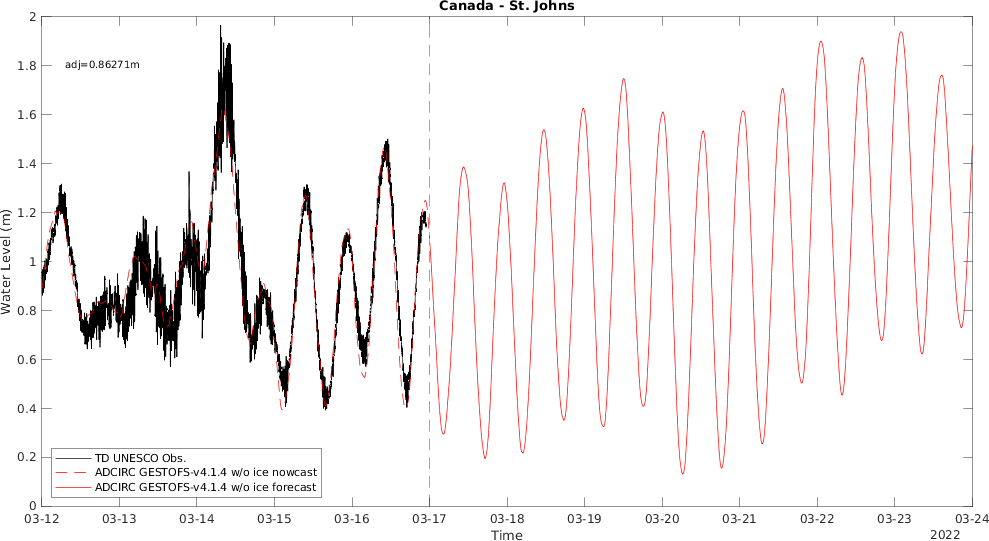 Canada - St. Johns
2
1.8
1.6
1.4
1.2
1
0.8
0.6
0.4
0.2
0
Water Level (m)
adj=0.86271m
TD UNESCO Obs.
ADCIRC GESTOFS-v4.1.4 w/o ice nowcast
ADCIRC GESTOFS-v4.1.4 w/o ice forecast
03-12 03-13 03-14 03-15 03-16 03-17 03-18 03-19 03-20 03-21 03-22 03-23 03-24
Time
2022